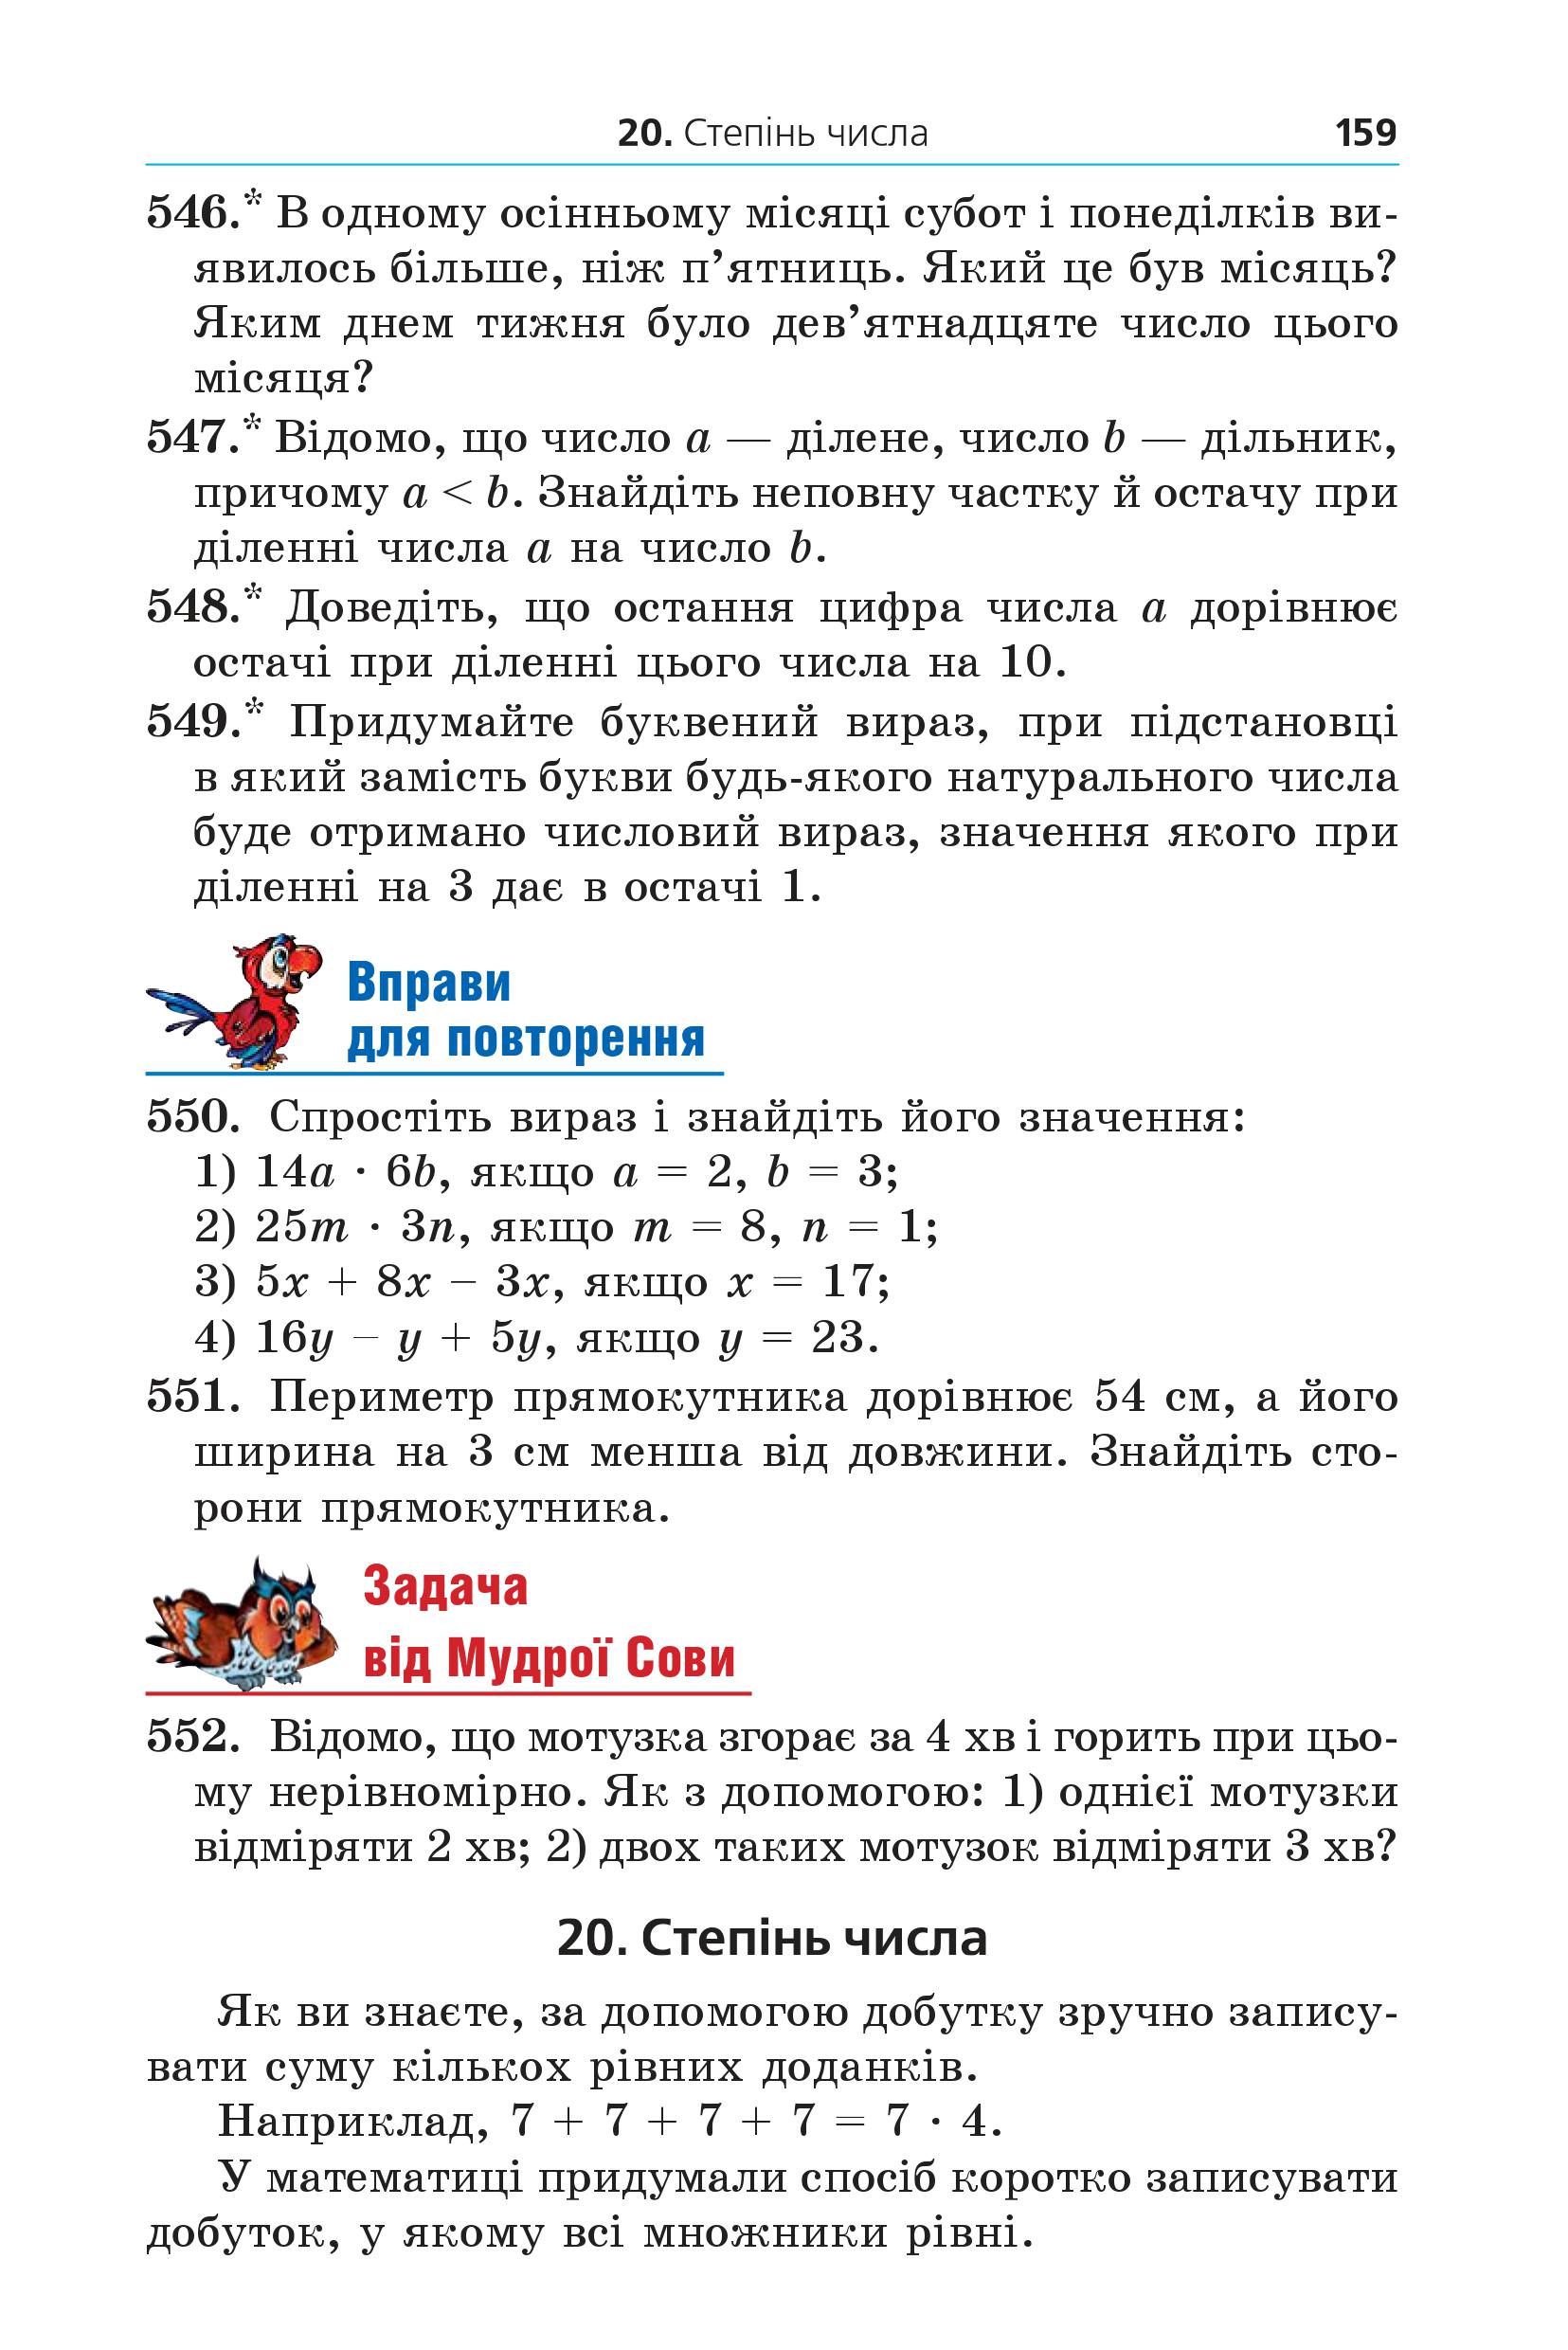 20. Степінь числа 159
546.* В одному осінньому місяці субот і понеділків ви-
явилось більше, ніж п’ятниць. Який це був місяць?
Яким днем тижня було дев’ятнадцяте число цього
місяця?
547.* Відомо, що число a — ділене, число b — дільник,
причому a < b. Знайдіть неповну частку й остачу при
діленні числа a на число b.
548.* Доведіть, що остання цифра числа a дорівнює
остачі при діленні цього числа на 10.
549.* Придумайте буквений вираз, при підстановці
в який замість букви будь-якого натурального числа
буде отримано числовий вираз, значення якого при
діленні на 3 дає в остачі 1.
Вправи
для повторення
550. Спростіть вираз і знайдіть його значення:
1) 14a · 6b, якщо a = 2, b = 3;
2) 25m · 3n, якщо m = 8, n = 1;
3) 5x + 8x – 3x, якщо x = 17;
4) 16y – y + 5y, якщо y = 23.
551. Периметр прямокутника дорівнює 54 см, а його
ширина на 3 см менша від довжини. Знайдіть сто-
рони прямокутника.
Задача
від Мудрої Сови
552. Відомо, що мотузка згорає за 4 хв і горить при цьо-
му нерівномірно. Як з допомогою: 1) однієї мотузки
відміряти 2 хв; 2) двох таких мотузок відміряти 3 хв?
20. Степінь числа
Як ви знаєте, за допомогою добутку зручно запису-
вати суму кількох рівних доданків.
Наприклад, 7 + 7 + 7 + 7 = 7 · 4.
У математиці придумали спосіб коротко записувати
добуток, у якому всі множники рівні.